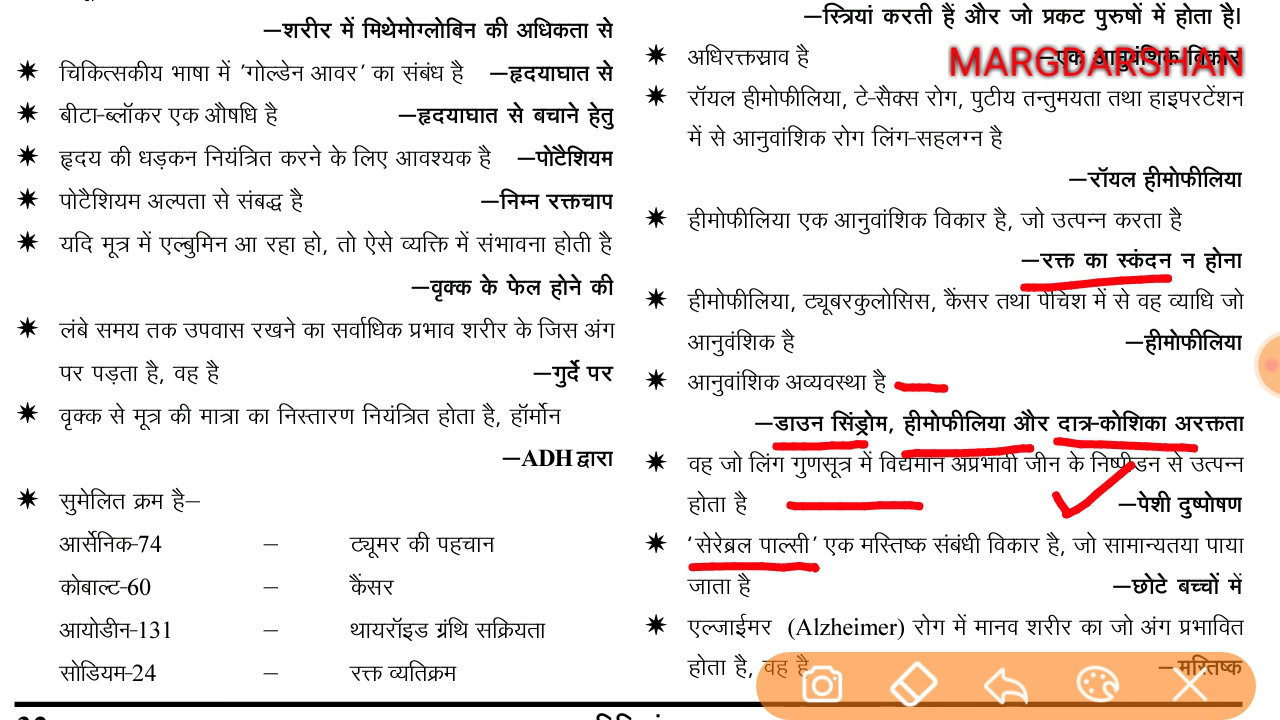 —शरीर में मिथेमोग्लोबिन की अधिकता से
✷ चिकित्सकीय भाषा में ‘गोल्डेन आवर’ का संबंध है —हृदयाघात से
✷ बीटा-ब्लॉकर एक औषधि है —हृदयाघात से बचाने हेतु
✷ हृदय की धड़कन नियंत्रित करने के लिए आवश्यक है —पोटैशियम
✷ पोटैशियम अल्पता से संबद्ध है —निम्न रक्तचाप
✷ यदि मूत्र में एल्बुमिन आ रहा हो, तो ऐसे व्यक्ति में संभावना होती है
—वृक्क के फेल होने की
✷ लंबे समय तक उपवास रखने का सर्वाधिक प्रभाव शरीर के जिस अंग
पर पड़ता है, वह है —गुर्दे पर
✷ वृक्क से मूत्र की मात्रा का निस्तारण नियंत्रित होता है, हॉर्मोन
—ADH द्वारा
✷ सुमेलित क्रम है–
आर्सेनिक-74 – ट्यूमर की पहचान
कोबाल्ट-60 – कैंसर
आयोडीन-131 – थायरॉइड ग्रंथि सक्रियता
सोडियम-24 – रक्त व्यतिक्रम
—स्त्रियां करती हैं और जो प्रकट पुरुषों में होता है।
✷ अधिरक्तस्राव है —एक आनुवंशिक विकार
MARGDARSHAN
✷ रॉयल हीमोफीलिया, टे-सैक्स रोग, पुटीय तन्तुमयता तथा हाइपरटेंशन
में से आनुवांशिक रोग लिंग-सहलग्न है
—रॉयल हीमोफीलिया
✷ हीमोफीलिया एक आनुवांशिक विकार है, जो उत्पन्न करता है
—रक्त का स्कंदन न होना
✷ हीमोफीलिया, ट्यूबरकुलोसिस, कैंसर तथा पेचिश में से वह व्याधि जो
आनुवंशिक है —हीमोफीलिया
✷ आनुवांशिक अव्यवस्था है
—डाउन सिंड्रोम, हीमोफीलिया और दात्र-कोशिका अरक्तता
✷ वह जो लिंग गुणसूत्र में विद्यमान अप्रभावी जीन के निष्पीडन से उत्पन्न
होता है —पेशी दुष्पोषण
✷ ‘सेरेब्रल पाल्सी’ एक मस्तिष्क संबंधी विकार है, जो सामान्यतया पाया
जाता है —छोटे बच्चों में
✷ एल्जाईमर (Alzheimer) रोग में मानव शरीर का जो अंग प्रभावित
होता है, वह है —मस्तिष्क